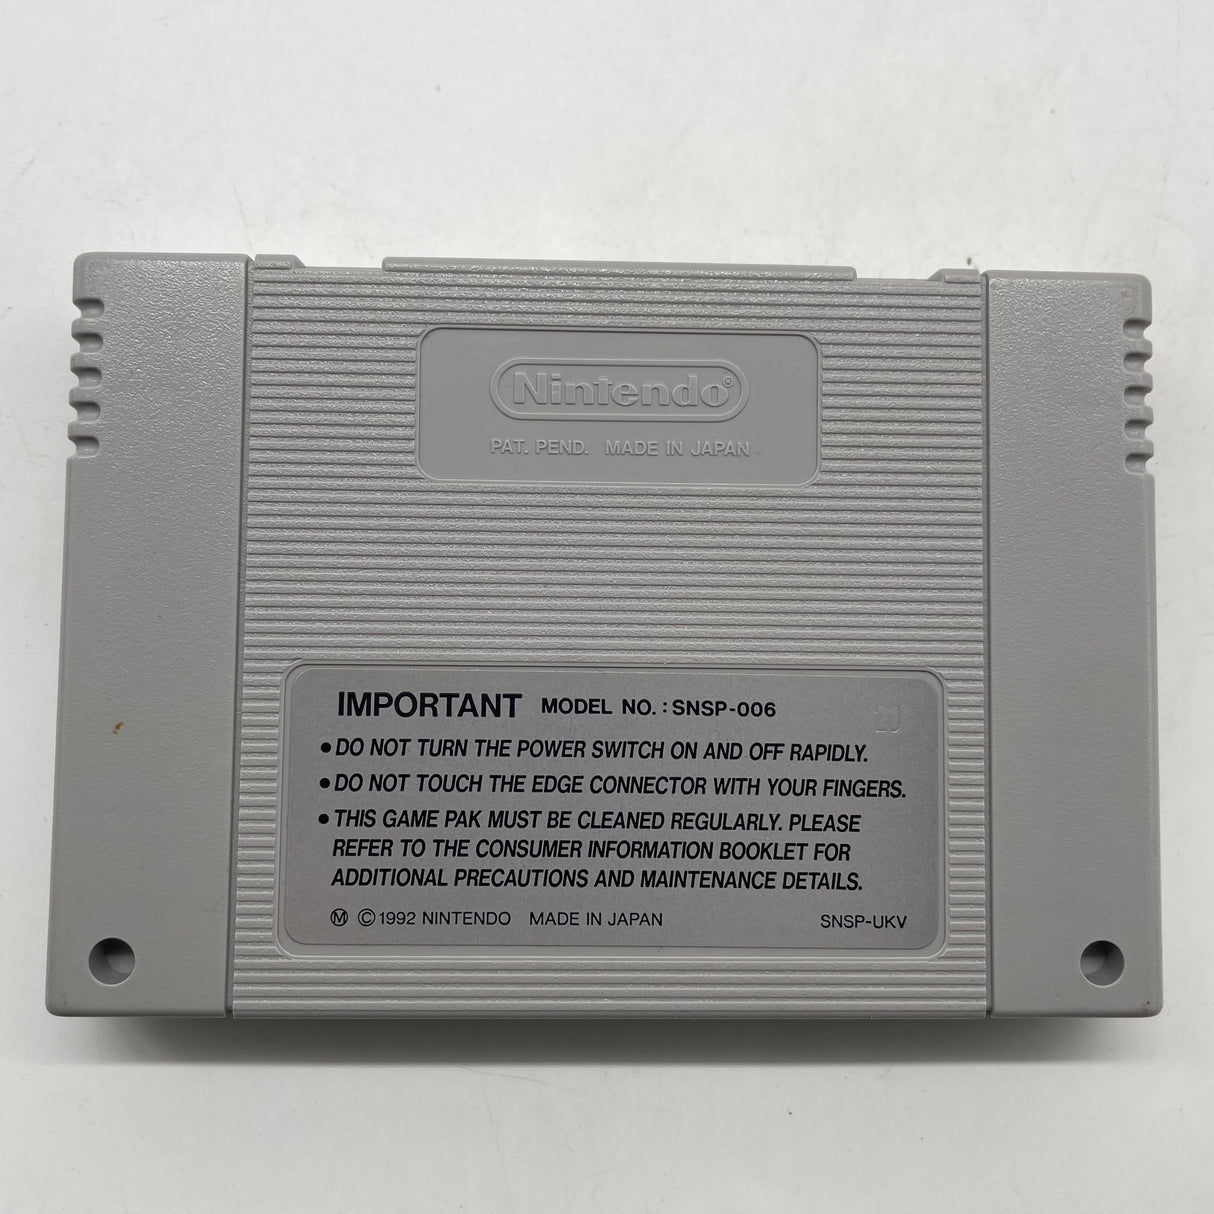 Nintendo®
PAT. PEND. MADE IN JAPAN
IMPORTANT MODEL NO.: SNSP-006
20
• DO NOT TURN THE POWER SWITCH ON AND OFF RAPIDLY.
• DO NOT TOUCH THE EDGE CONNECTOR WITH YOUR FINGERS.
• THIS GAME PAK MUST BE CLEANED REGULARLY. PLEASE
REFER TO THE CONSUMER INFORMATION BOOKLET FOR
ADDITIONAL PRECAUTIONS AND MAINTENANCE DETAILS.
Ⓜ © 1992 NINTENDO MADE IN JAPAN SNSP-UKV